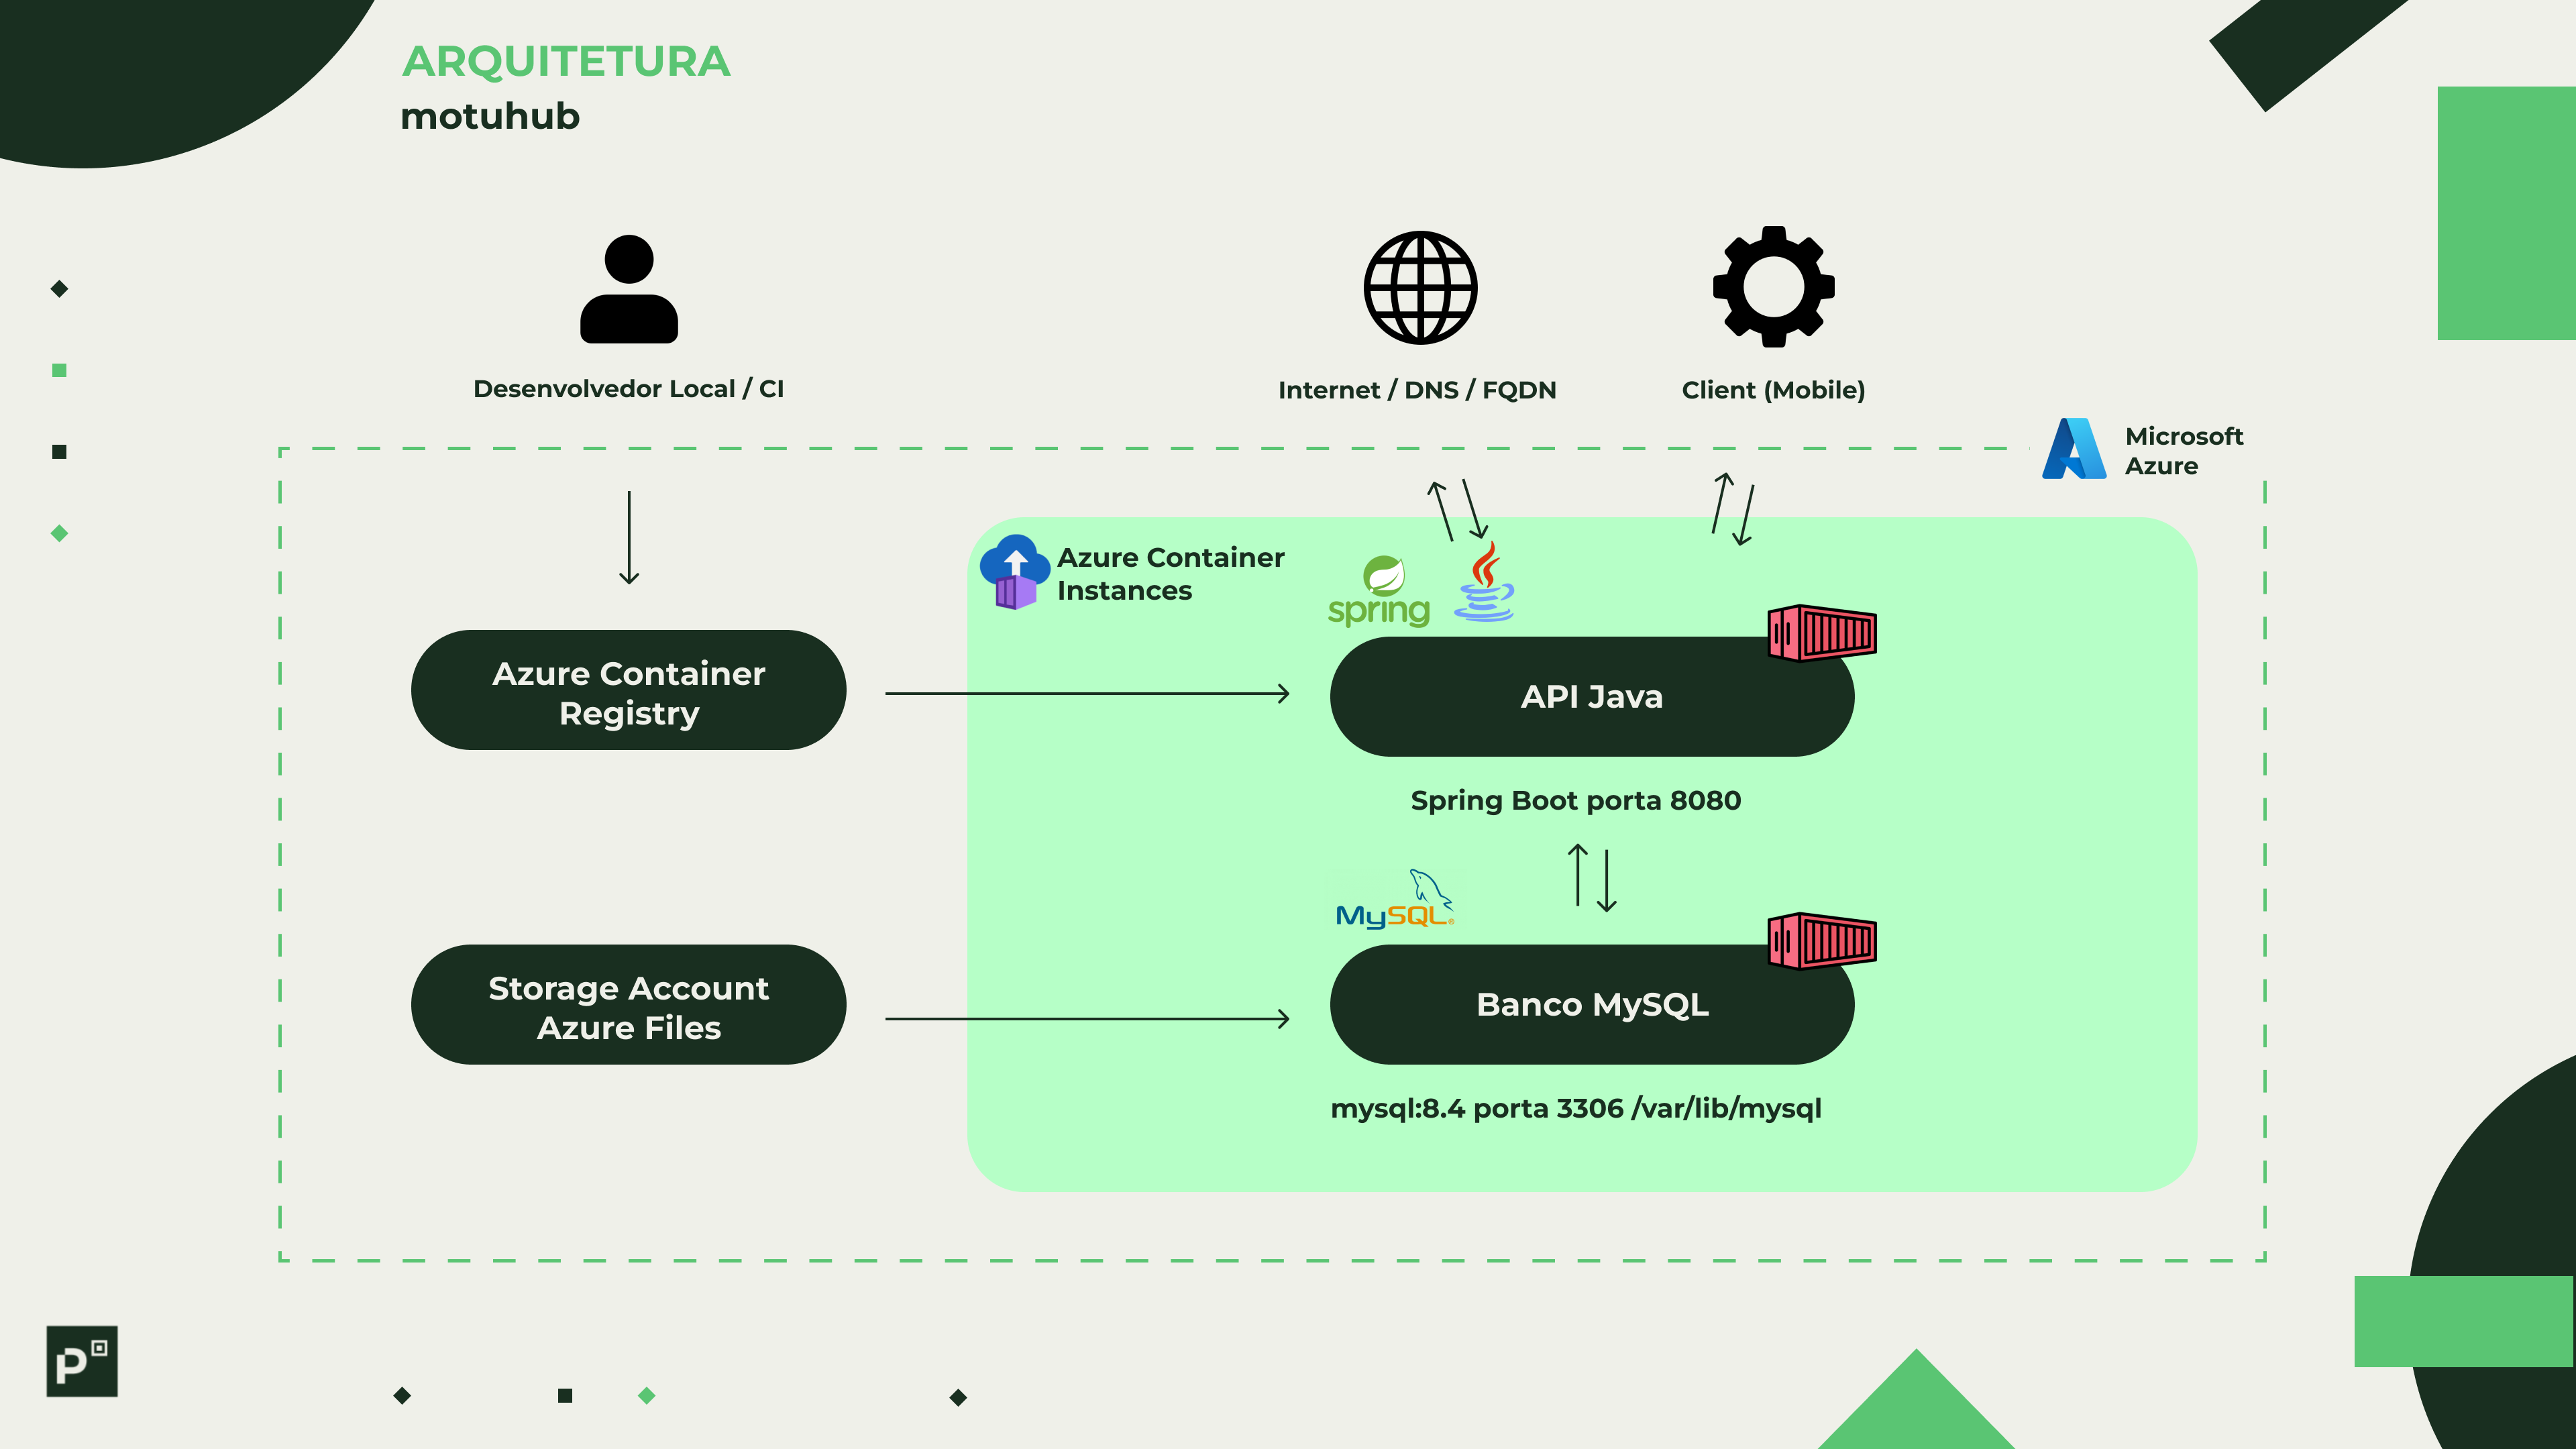 ARQUITETURA
motuhub
Desenvolvedor Local / CI
Internet / DNS / FQDN
Client (Mobile)
Microsoft
Azure
Azure Container
Instances
spring
Azure Container
Registry
API Java
Spring Boot porta 8080
MySQL®
Storage Account
Azure Files
Banco MySQL
mysql:8.4 porta 3306 /var/lib/mysql
P